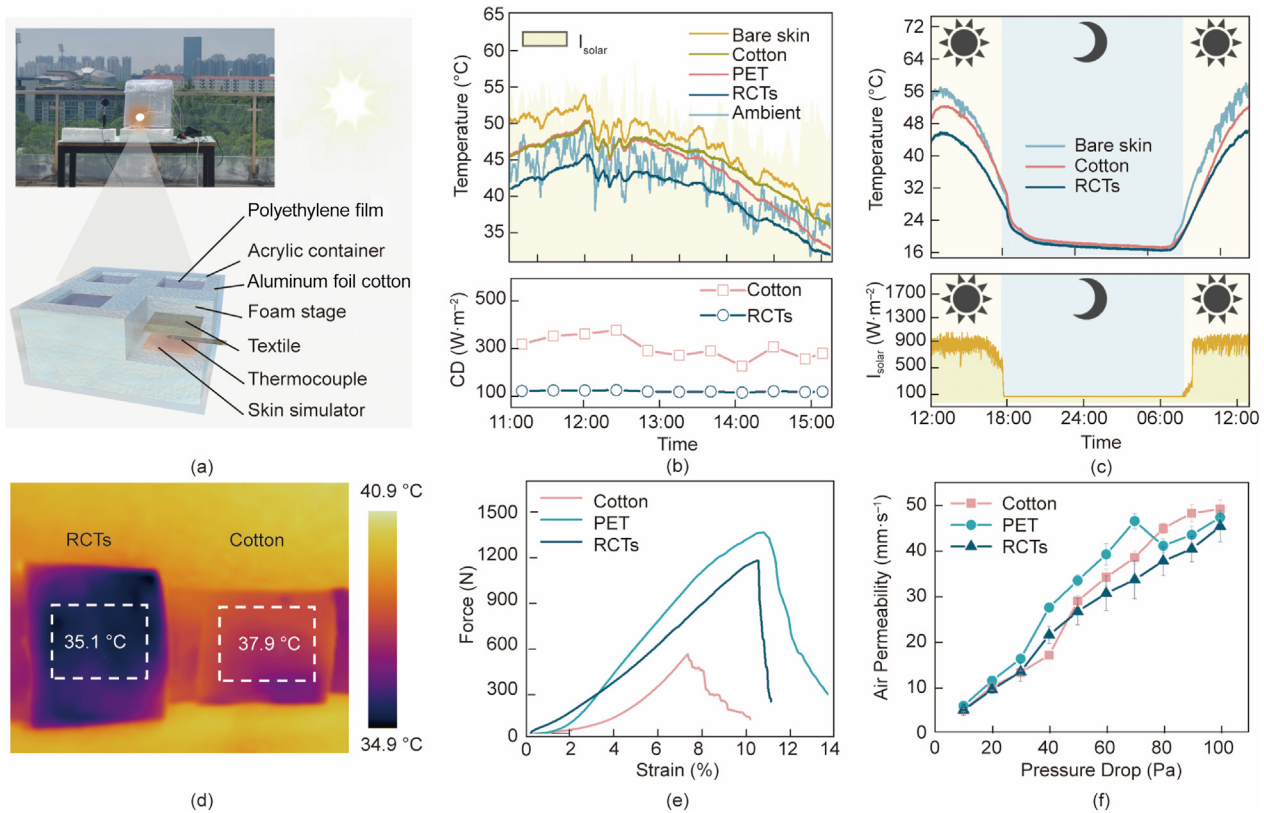 Polyethylene film
Acrylic container
Aluminum foil cotton
Foam stage
Textile
Thermocouple
Skin simulator
(a)
65
60
55
50
45
40
35
Temperature (°C)
I solar
Bare skin
Cotton
PET
RCTs
Ambient
500
300
100
CD (W·m−2)
Cotton
RCTs
11:00 12:00 13:00 14:00 15:00
Time
(b)
72
64
56
48
40
32
24
16
Temperature (°C)
Bare skin
Cotton
RCTs
1700
1300
900
500
100
Isolar (W·m−2)
12:00 18:00 24:00 06:00 12:00
Time
(c)
RCTs
Cotton
35.1 °C
37.9 °C
40.9 °C
34.9 °C
(d)
1500
1200
900
600
300
0
Force (N)
Cotton
PET
RCTs
0 2 4 6 8 10 12 14
Strain (%)
(e)
50
40
30
20
10
0
Air Permeability (mm·s−1)
Cotton
PET
RCTs
0 20 40 60 80 100
Pressure Drop (Pa)
(f)